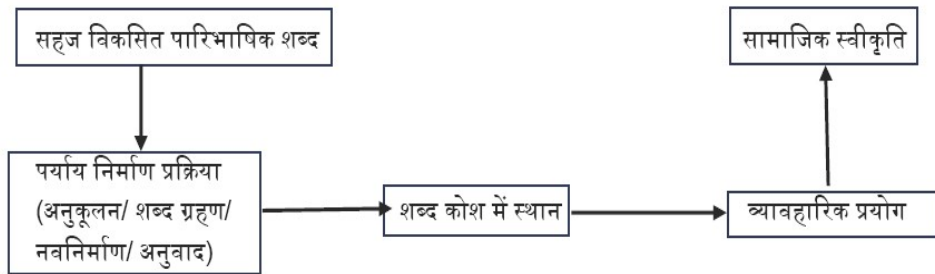 सहज विकसित पारिभाषिक शब्द
सामाजिक स्वीकृति
पर्याय निर्माण प्रक्रिया
(अनुकूलन/ शब्द ग्रहण/
नवनिर्माण/ अनुवाद)
शब्द कोश में स्थान
व्यावहारिक प्रयोग